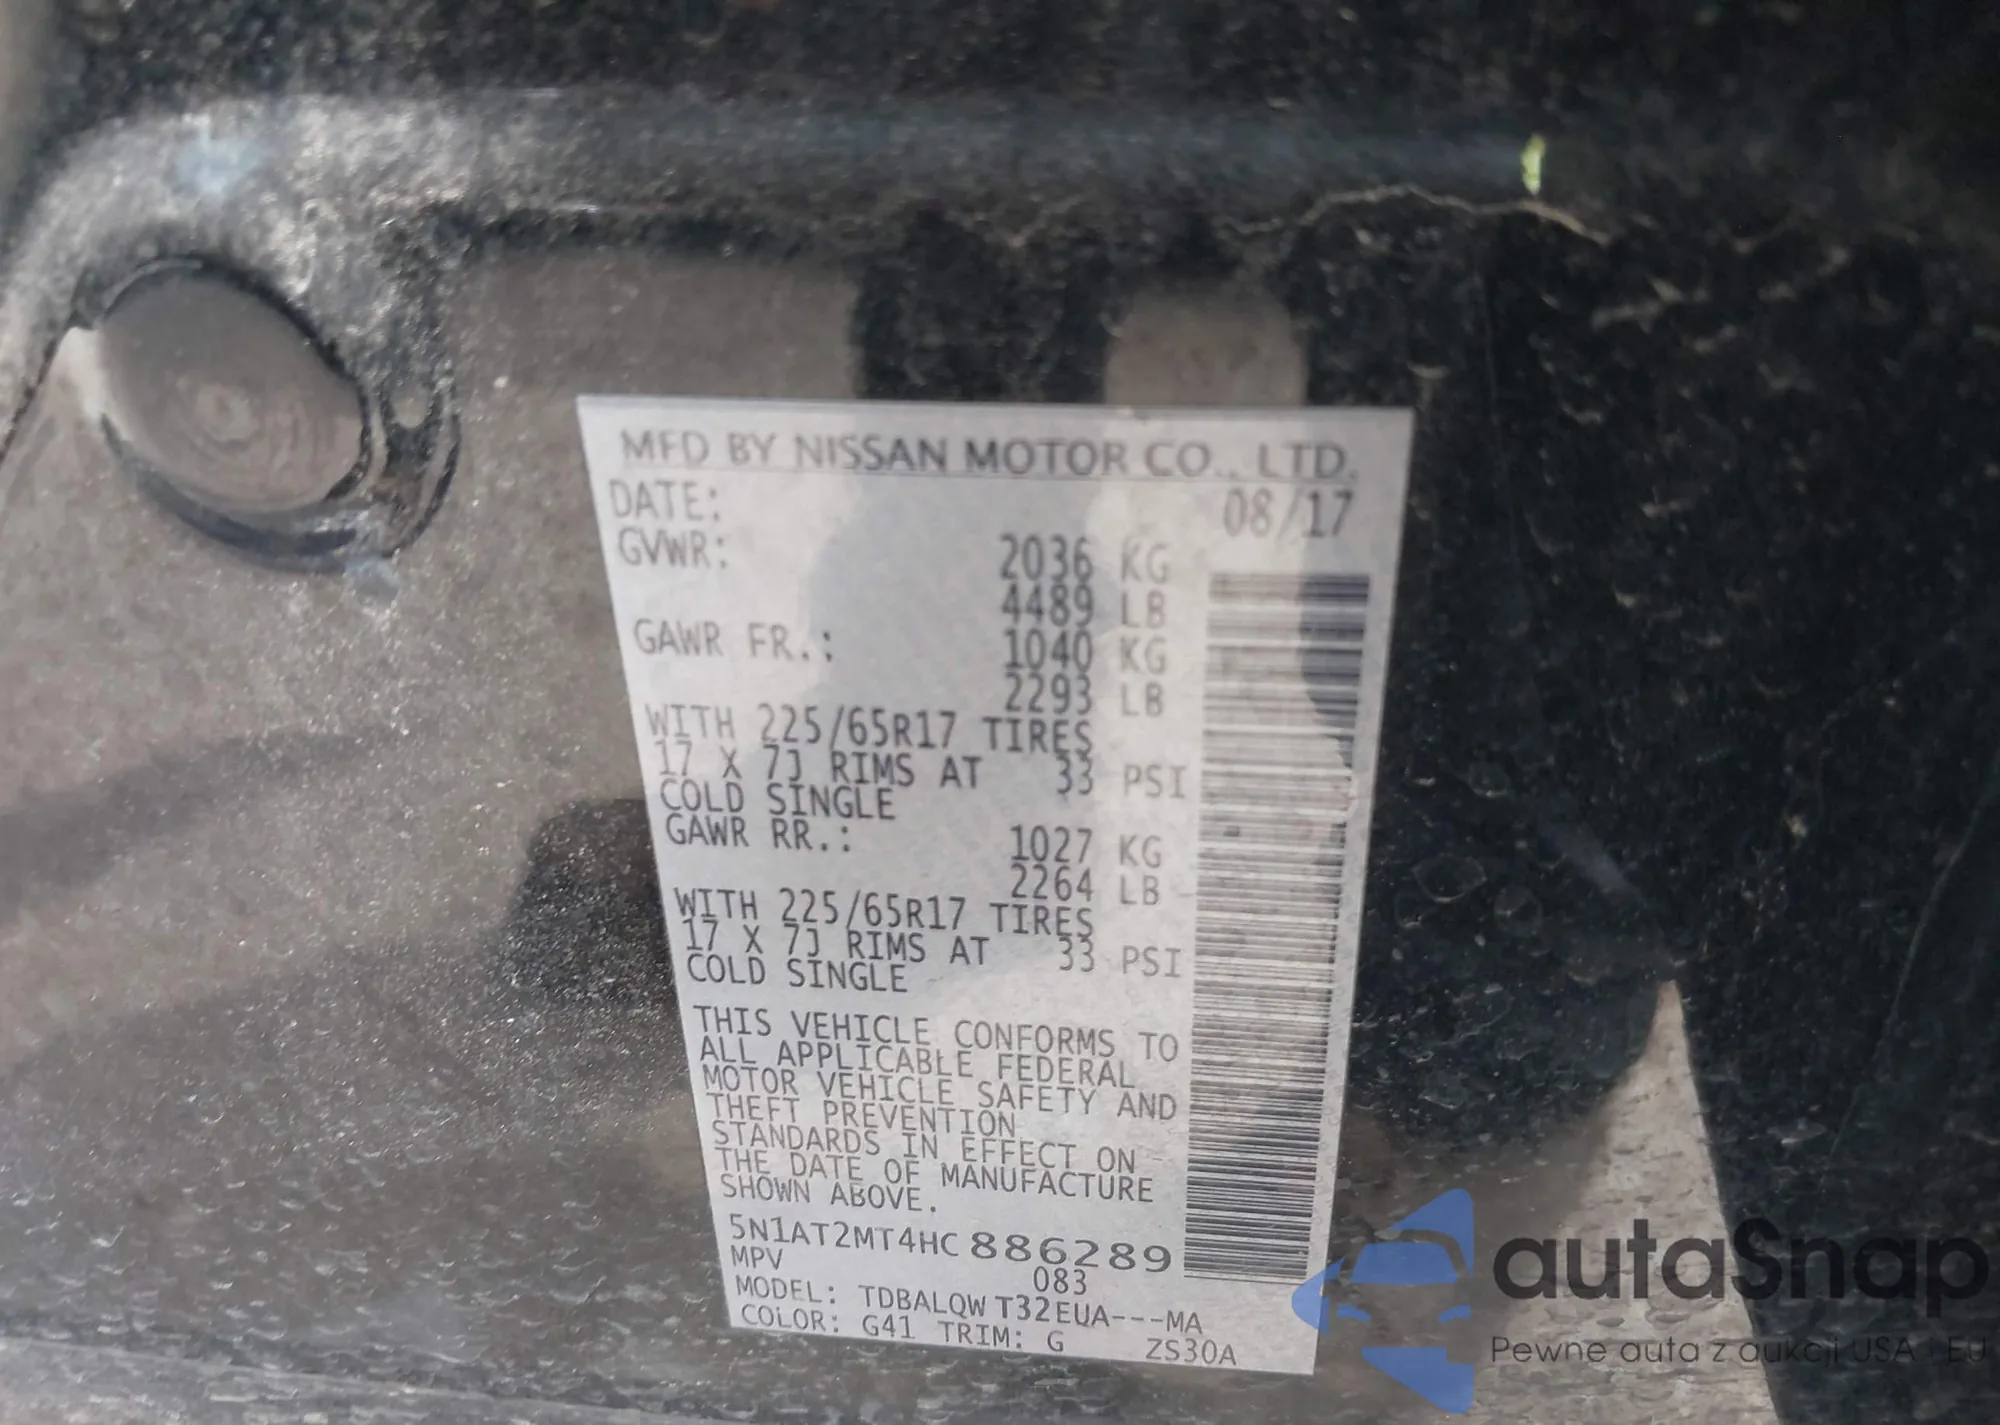 MFD BY NISSAN MOTOR CO., LTD.
DATE: 08/17
GVWR: 2036 KG
4489 LB
GAWR FR.: 1040 KG
2293 LB
WITH 225/65R17 TIRES
17 X 7J RIMS AT 33 PSI
COLD SINGLE
GAWR RR.: 1027 KG
2264 LB
WITH 225/65R17 TIRES
17 X 7J RIMS AT 33 PSI
COLD SINGLE
THIS VEHICLE CONFORMS TO
ALL APPLICABLE FEDERAL
MOTOR VEHICLE SAFETY AND
THEFT PREVENTION
STANDARDS IN EFFECT ON
THE DATE OF MANUFACTURE
SHOWN ABOVE.
5N1AT2MT4HC886289
MPV 083
MODEL: TDBALQW T32EUA---MA
COLOR: G41 TRIM: G ZS30A
autaSnap
Pewne auta z aukcji USA i EU